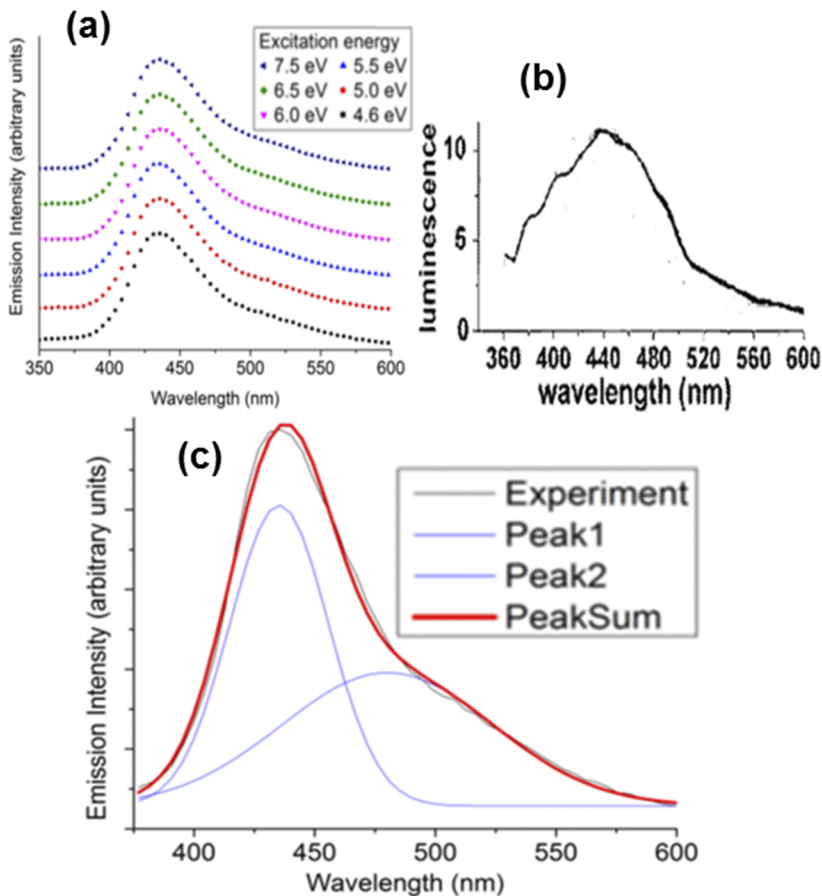 (a)
Emission Intensity (arbitrary units)
Excitation energy
7.5 eV 5.5 eV
6.5 eV 5.0 eV
6.0 eV 4.6 eV
350 400 450 500 550 600
Wavelength (nm)
(b)
luminescence
10
5
0
360 400 440 480 520 560 600
wavelength (nm)
(c)
Emission Intensity (arbitrary units)
Experiment
Peak1
Peak2
PeakSum
400 450 500 550 600
Wavelength (nm)